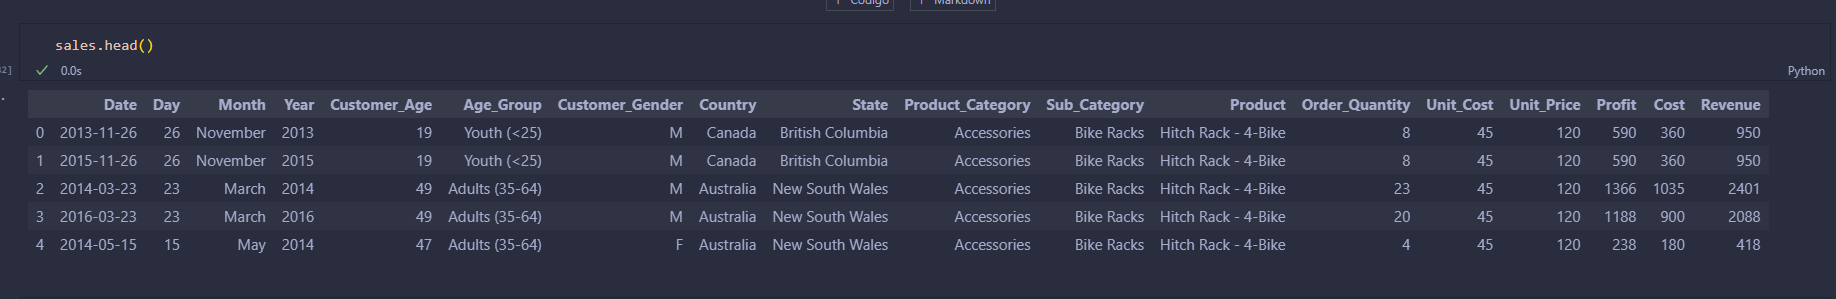 + Código + Markdown
sales.head()
0.0s
Python
Date Day Month Year Customer_Age Age_Group Customer_Gender Country State Product_Category Sub_Category Product Order_Quantity Unit_Cost Unit_Price Profit Cost Revenue
0 2013-11-26 26 November 2013 19 Youth (<25) M Canada British Columbia Accessories Bike Racks Hitch Rack - 4-Bike 8 45 120 590 360 950
1 2015-11-26 26 November 2015 19 Youth (<25) M Canada British Columbia Accessories Bike Racks Hitch Rack - 4-Bike 8 45 120 590 360 950
2 2014-03-23 23 March 2014 49 Adults (35-64) M Australia New South Wales Accessories Bike Racks Hitch Rack - 4-Bike 23 45 120 1366 1035 2401
3 2016-03-23 23 March 2016 49 Adults (35-64) M Australia New South Wales Accessories Bike Racks Hitch Rack - 4-Bike 20 45 120 1188 900 2088
4 2014-05-15 15 May 2014 47 Adults (35-64) F Australia New South Wales Accessories Bike Racks Hitch Rack - 4-Bike 4 45 120 238 180 418